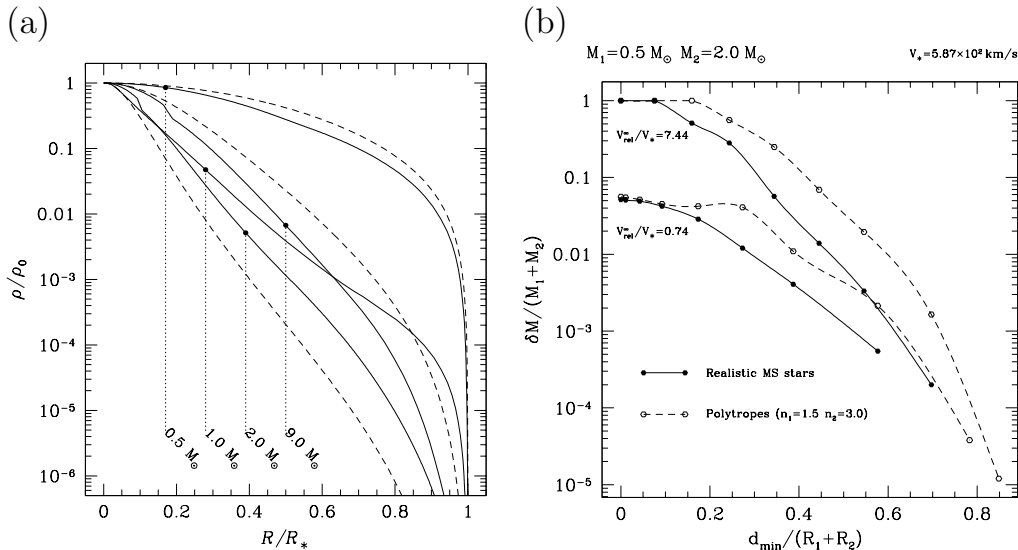 (a)
1
0.1
0.01
10⁻³
10⁻⁴
10⁻⁵
10⁻⁶
ρ/ρ₀
0.5 M⊙
1.0 M⊙
2.0 M⊙
9.0 M⊙
0 0.2 0.4 0.6 0.8 1
R/R*
(b)
M₁=0.5 M⊙ M₂=2.0 M⊙
V*=5.87×10² km/s
1
0.1
0.01
10⁻³
10⁻⁴
10⁻⁵
δM/(M₁+M₂)
V∞rel/V*=7.44
V∞rel/V*=0.74
Realistic MS stars
Polytropes (n₁=1.5 n₂=3.0)
0 0.2 0.4 0.6 0.8
dmin/(R₁+R₂)